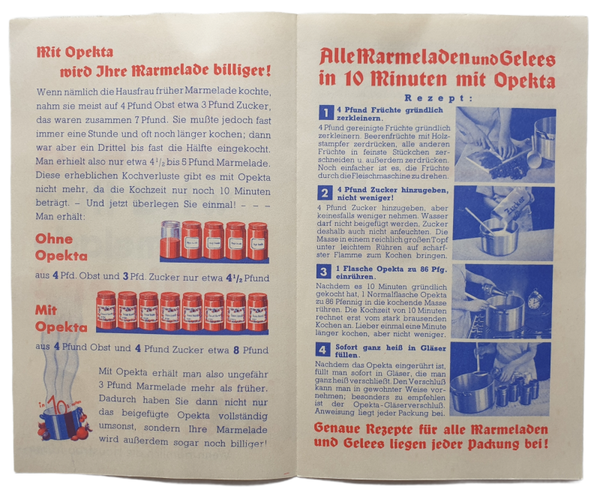 Mit Opekta
wird Ihre Marmelade billiger!
Wenn nämlich die Hausfrau früher Marmelade kochte,
nahm sie meist auf 4 Pfund Obst etwa 3 Pfund Zucker,
das waren zusammen 7 Pfund. Sie mußte jedoch fast
immer eine Stunde und oft noch länger kochen; dann
war aber ein Drittel bis fast die Hälfte eingekocht.
Man erhielt also nur etwa 4½ bis 5 Pfund Marmelade.
Diese erheblichen Kochverluste gibt es mit Opekta
nicht mehr, da die Kochzeit nur noch 10 Minuten
beträgt. – Und jetzt überlegen Sie einmal! – – –
Man erhält:
Ohne
Opekta
aus 4 Pfd. Obst und 3 Pfd. Zucker nur etwa 4½ Pfund
Mit
Opekta
aus 4 Pfund Obst und 4 Pfund Zucker etwa 8 Pfund
In 10
Mit Opekta erhält man also ungefähr
3 Pfund Marmelade mehr als früher.
Dadurch haben Sie dann nicht nur
das beigefügte Opekta vollständig
umsonst, sondern Ihre Marmelade
wird außerdem sogar noch billiger!
Alle Marmeladen und Gelees
in 10 Minuten mit Opekta
Rezept:
1 4 Pfund Früchte gründlich
zerkleinern.
4 Pfund gereinigte Früchte gründlich
zerkleinern. Beerenfrüchte mit Holz-
stampfer zerdrücken, alle anderen
Früchte in feinste Stückchen zer-
schneiden u. außerdem zerdrücken.
Noch einfacher ist es, die Früchte
durch die Fleischmaschine zu drehen.
2 4 Pfund Zucker hinzugeben,
nicht weniger!
4 Pfund Zucker hinzugeben, aber
keinesfalls weniger nehmen. Wasser
darf nicht beigefügt werden. Zucker
deshalb auch nicht anfeuchten. Die
Masse in einem reichlich großen Topf
unter leichtem Rühren auf schärf-
ster Flamme zum Kochen bringen.
3 1 Flasche Opekta zu 86 Pfg.
einrühren.
Nachdem es 10 Minuten gründlich
gekocht hat, 1 Normalflasche Opekta
zu 86 Pfennig in die kochende Masse
rühren. Die Kochzeit von 10 Minuten
rechnet erst vom stark brausenden
Kochen an. Lieber einmal eine Minute
länger kochen, aber nicht weniger.
4 Sofort ganz heiß in Gläser
füllen.
Nachdem das Opekta eingerührt ist,
füllt man sofort in Gläser, die man
ganz heiß verschließt. Den Verschluß
kann man in gewohnter Weise vor-
nehmen; besonders zu empfehlen
ist der Opekta-Gläserverschluß.
Anweisung liegt jeder Packung bei.
Genaue Rezepte für alle Marmeladen
und Gelees liegen jeder Packung bei!